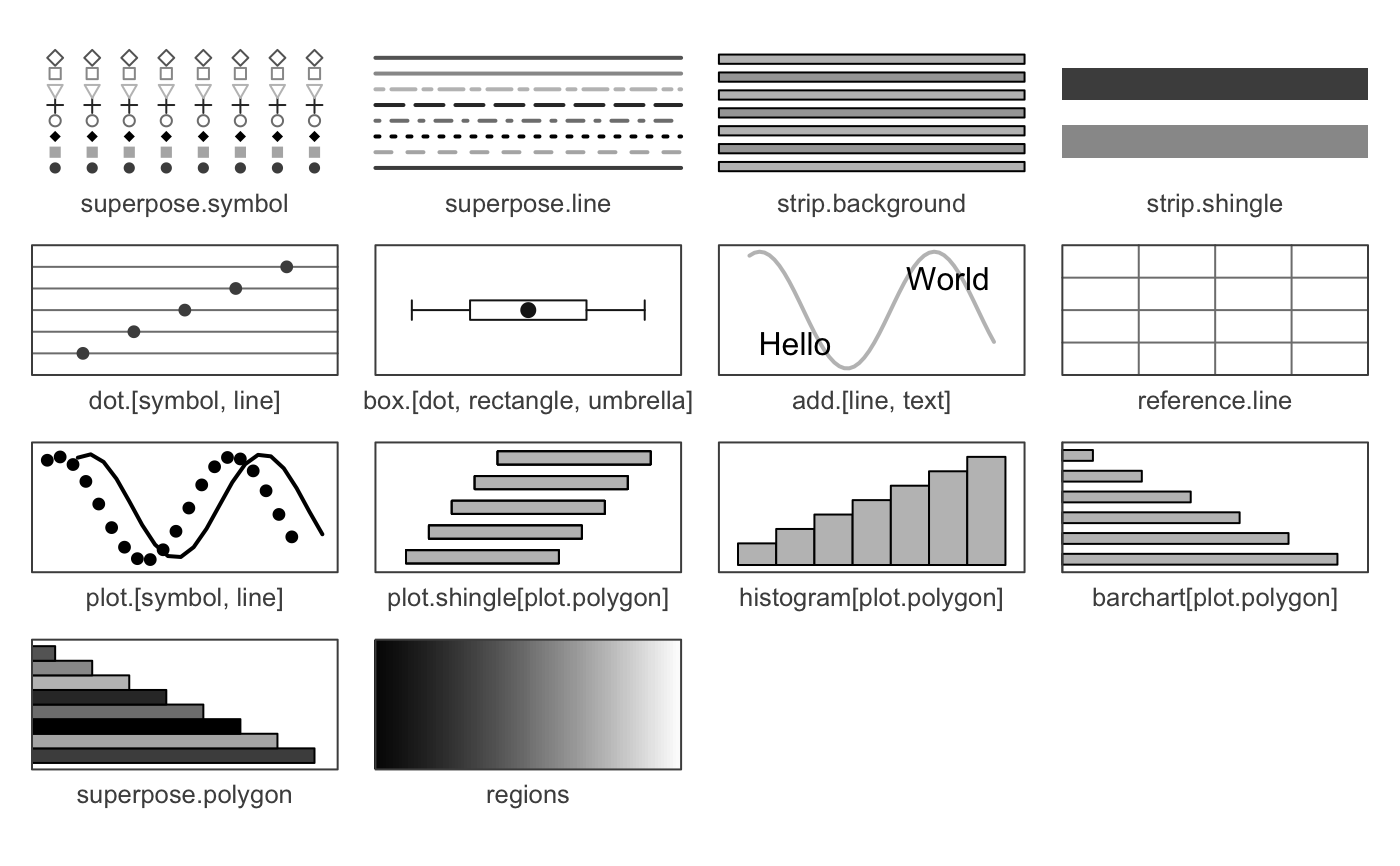 superpose.symbol
superpose.line
strip.background
strip.shingle
World
Hello
dot.[symbol, line]
box.[dot, rectangle, umbrella]
add.[line, text]
reference.line
plot.[symbol, line]
plot.shingle[plot.polygon]
histogram[plot.polygon]
barchart[plot.polygon]
superpose.polygon
regions